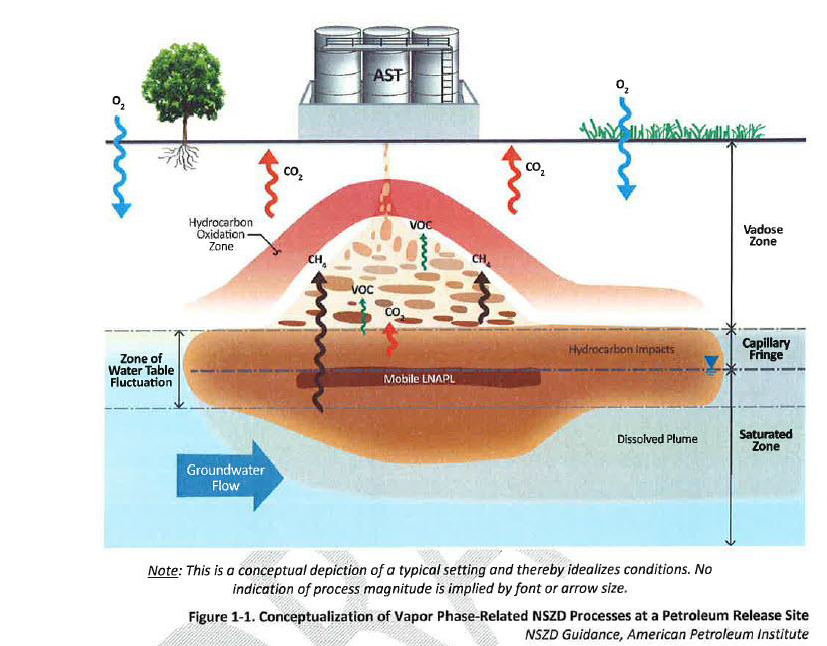 AST
O2
O2
CO2
CO2
Hydrocarbon
Oxidation
Zone
VOC
Vadose
Zone
CH4
CH4
VOC
CO2
Zone of
Water Table
Fluctuation
Hydrocarbon Impacts
Capillary
Fringe
Mobile LNAPL
Dissolved Plume
Saturated
Zone
Groundwater
Flow
Note: This is a conceptual depiction of a typical setting and thereby idealizes conditions. No
indication of process magnitude is implied by font or arrow size.
Figure 1-1. Conceptualization of Vapor Phase-Related NSZD Processes at a Petroleum Release Site
NSZD Guidance, American Petroleum Institute